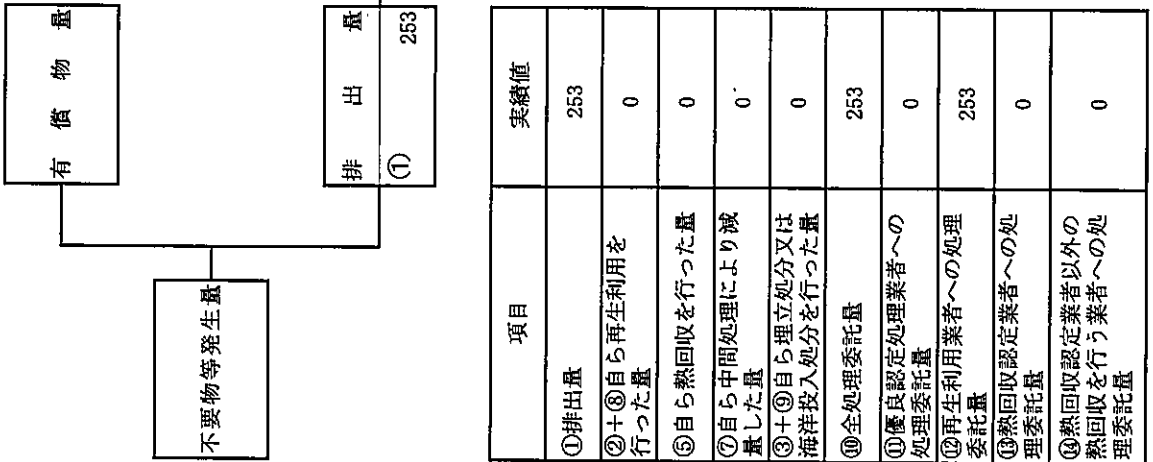 有償物量
不要物等発生量
排出量
① 253
項目 実績値
①排出量 253
②+⑧自ら再生利用を
行った量 0
⑤自ら熱回収を行った量 0
⑦自ら中間処理により減
量した量 0
③+⑨自ら埋立処分又は
海洋投入処分を行った量 0
⑩全処理委託量 253
⑪優良認定処理業者への
処理委託量 0
⑫再生利用業者への処理
委託量 253
⑬熱回収認定業者への処
理委託量 0
⑭熱回収認定業者以外の
熱回収を行う業者への処
理委託量 0